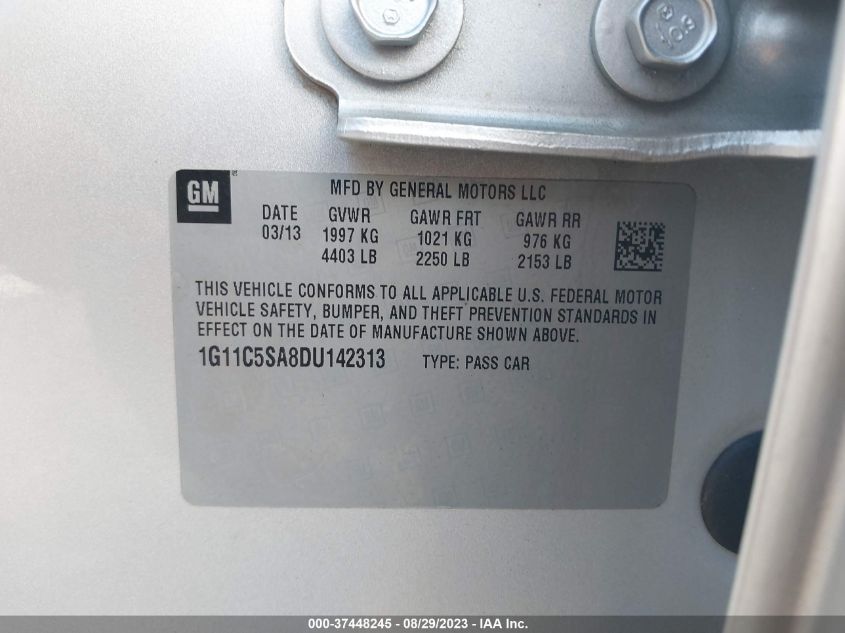 10.9
GM
MFD BY GENERAL MOTORS LLC
DATE GVWR GAWR FRT GAWR RR
03/13 1997 KG 1021 KG 976 KG
4403 LB 2250 LB 2153 LB
THIS VEHICLE CONFORMS TO ALL APPLICABLE U.S. FEDERAL MOTOR
VEHICLE SAFETY, BUMPER, AND THEFT PREVENTION STANDARDS IN
EFFECT ON THE DATE OF MANUFACTURE SHOWN ABOVE.
1G11C5SA8DU142313 TYPE: PASS CAR
000-37448245 - 08/29/2023 - IAA Inc.